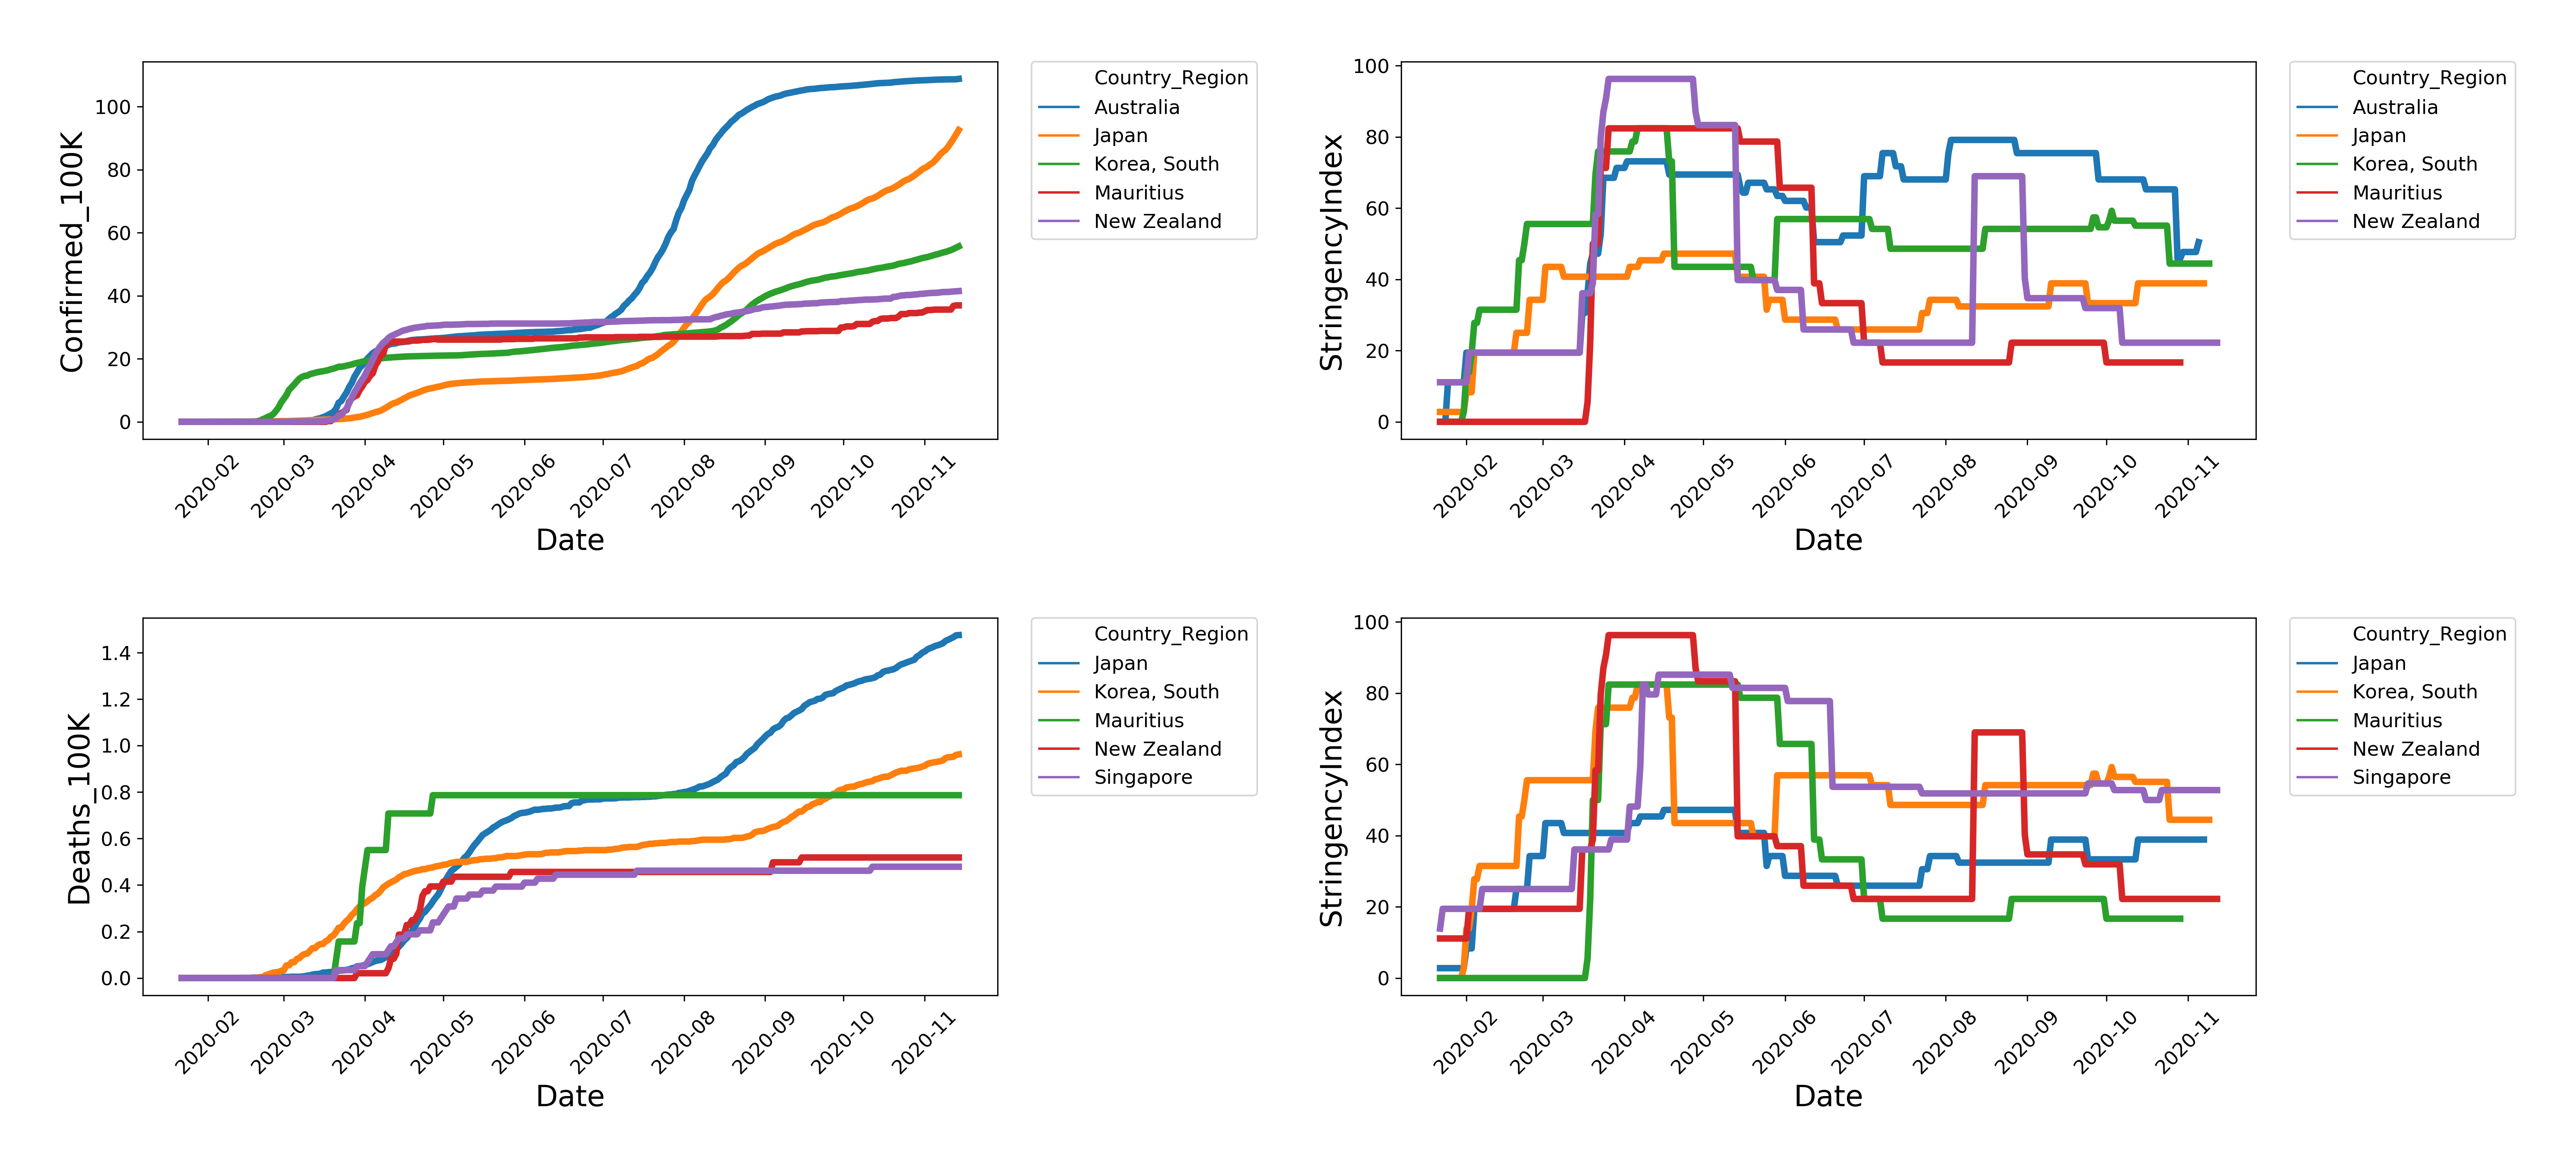 Confirmed_100K
100
80
60
40
20
0
2020-02
2020-03
2020-04
2020-05
2020-06
2020-07
2020-08
2020-09
2020-10
2020-11
Date
Country_Region
Australia
Japan
Korea, South
Mauritius
New Zealand
StringencyIndex
100
80
60
40
20
0
2020-02
2020-03
2020-04
2020-05
2020-06
2020-07
2020-08
2020-09
2020-10
2020-11
Date
Country_Region
Australia
Japan
Korea, South
Mauritius
New Zealand
Deaths_100K
1.4
1.2
1.0
0.8
0.6
0.4
0.2
0.0
2020-02
2020-03
2020-04
2020-05
2020-06
2020-07
2020-08
2020-09
2020-10
2020-11
Date
Country_Region
Japan
Korea, South
Mauritius
New Zealand
Singapore
StringencyIndex
100
80
60
40
20
0
2020-02
2020-03
2020-04
2020-05
2020-06
2020-07
2020-08
2020-09
2020-10
2020-11
Date
Country_Region
Japan
Korea, South
Mauritius
New Zealand
Singapore